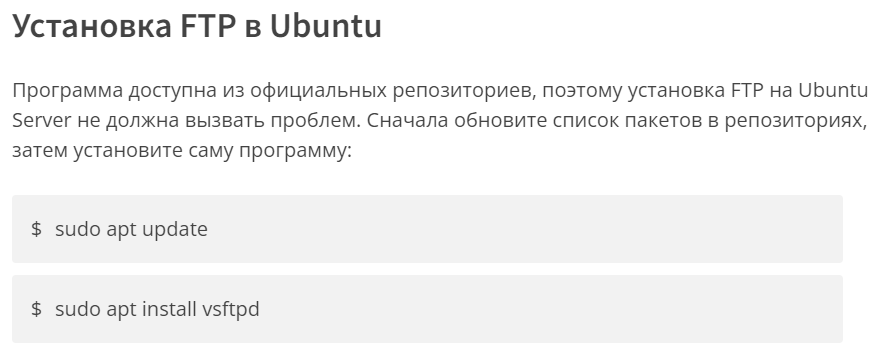 Установка FTP в Ubuntu
Программа доступна из официальных репозиториев, поэтому установка FTP на Ubuntu
Server не должна вызвать проблем. Сначала обновите список пакетов в репозиториях,
затем установите саму программу:
$ sudo apt update
$ sudo apt install vsftpd